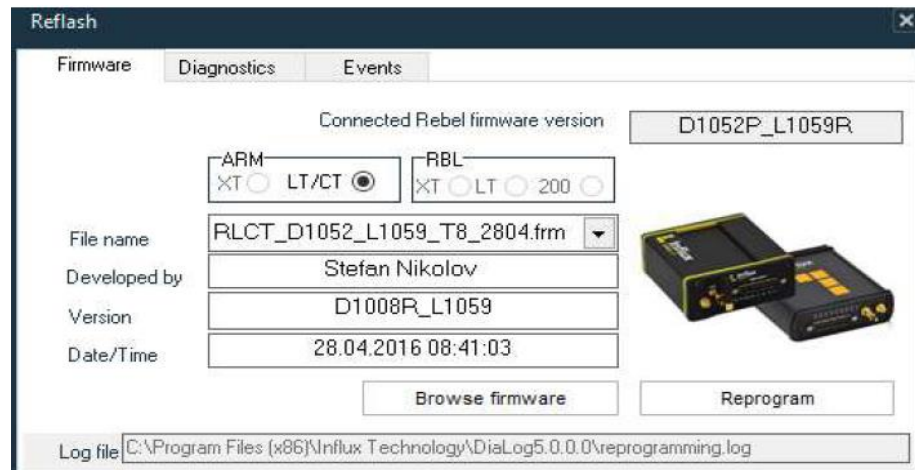 Reflash
Firmware Diagnostics Events
Connected Rebel firmware version D1052P_L1059R
ARM RBL
XT LT/CT XT LT 200
File name RLCT_D1052_L1059_T8_2804.frm
Developed by Stefan Nikolov
Version D1008R_L1059
Date/Time 28.04.2016 08:41:03
Browse firmware Reprogram
Log file C:\Program Files (x86)\Influx Technology\DiaLog5.0.0.0\reprogramming.log
influx